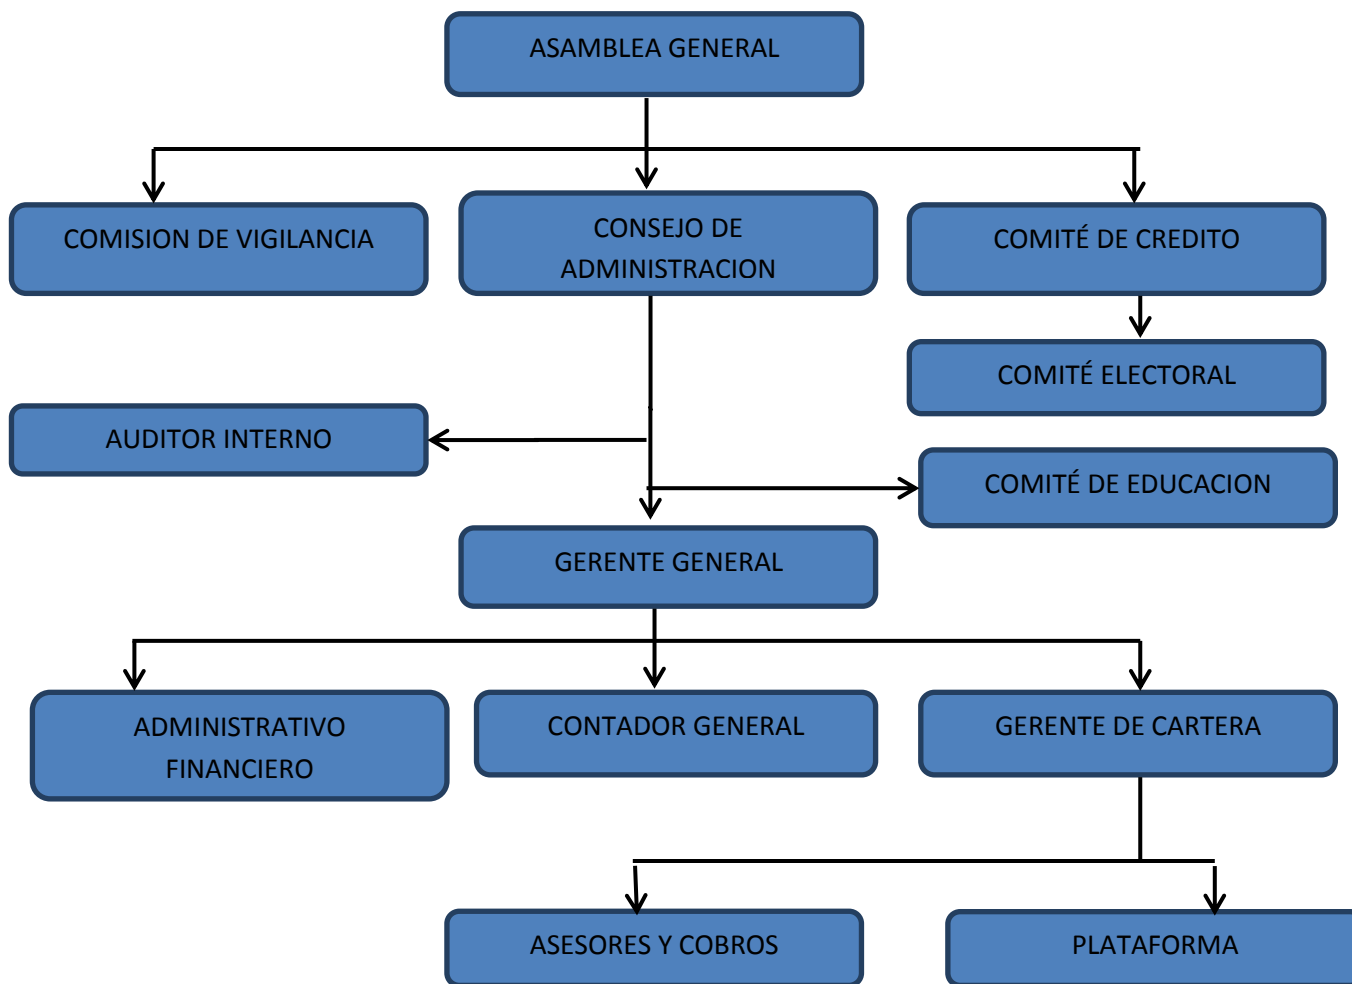 ASAMBLEA GENERAL
COMISION DE VIGILANCIA
CONSEJO DE
ADMINISTRACION
COMITÉ DE CREDITO
COMITÉ ELECTORAL
AUDITOR INTERNO
COMITÉ DE EDUCACION
GERENTE GENERAL
ADMINISTRATIVO
FINANCIERO
CONTADOR GENERAL
GERENTE DE CARTERA
ASESORES Y COBROS
PLATAFORMA